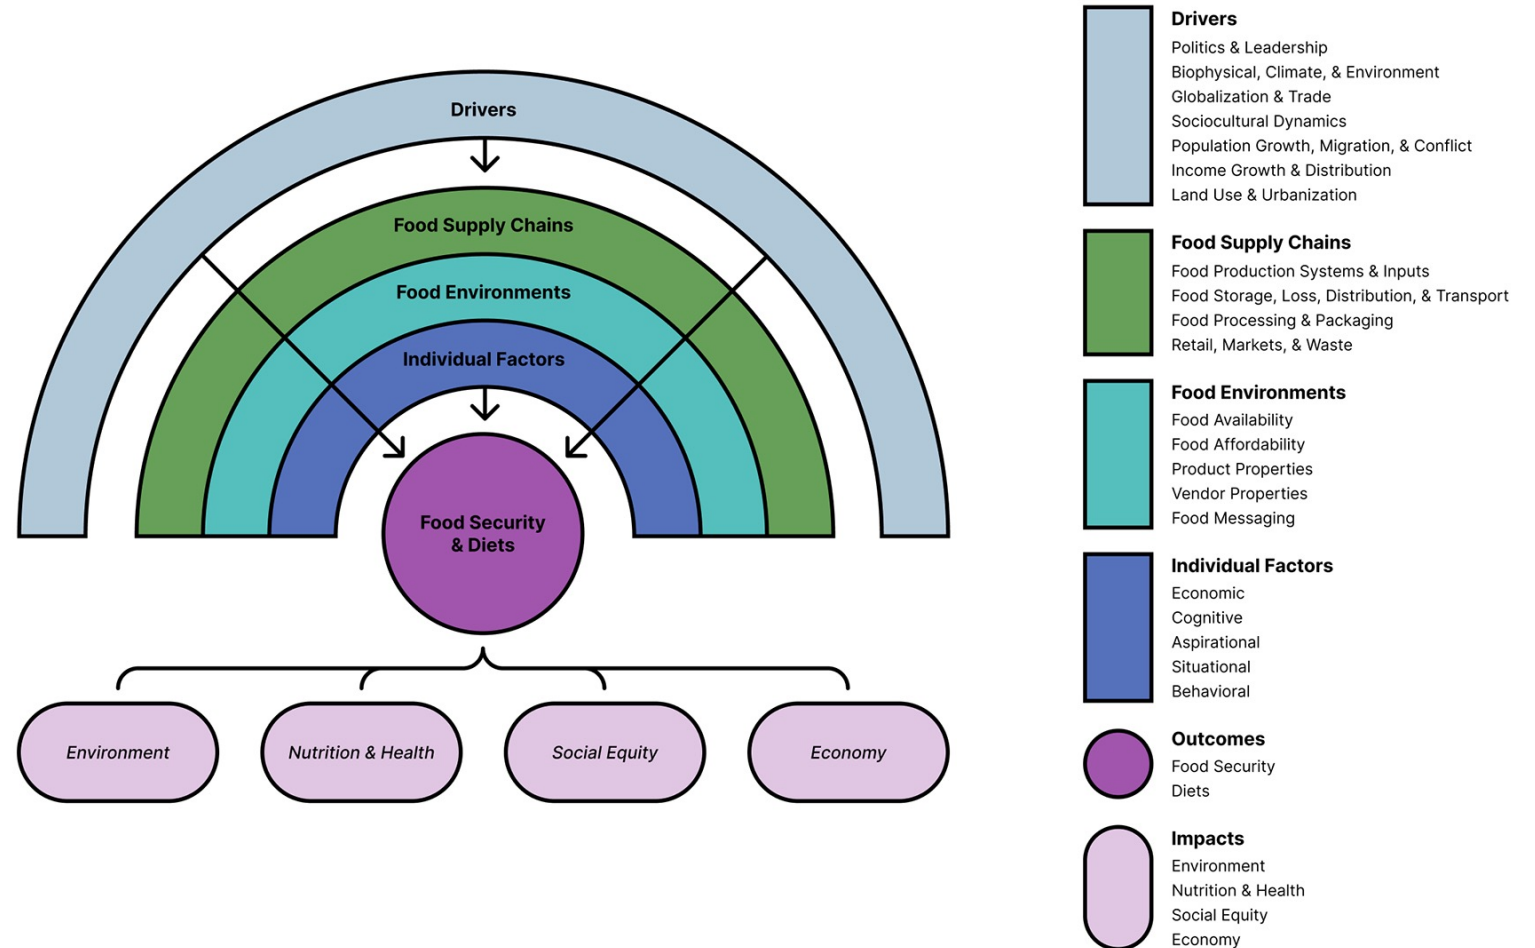 Drivers
Food Supply Chains
Food Environments
Individual Factors
Food Security
& Diets
Environment
Nutrition & Health
Social Equity
Economy
Drivers
Politics & Leadership
Biophysical, Climate, & Environment
Globalization & Trade
Sociocultural Dynamics
Population Growth, Migration, & Conflict
Income Growth & Distribution
Land Use & Urbanization
Food Supply Chains
Food Production Systems & Inputs
Food Storage, Loss, Distribution, & Transport
Food Processing & Packaging
Retail, Markets, & Waste
Food Environments
Food Availability
Food Affordability
Product Properties
Vendor Properties
Food Messaging
Individual Factors
Economic
Cognitive
Aspirational
Situational
Behavioral
Outcomes
Food Security
Diets
Impacts
Environment
Nutrition & Health
Social Equity
Economy